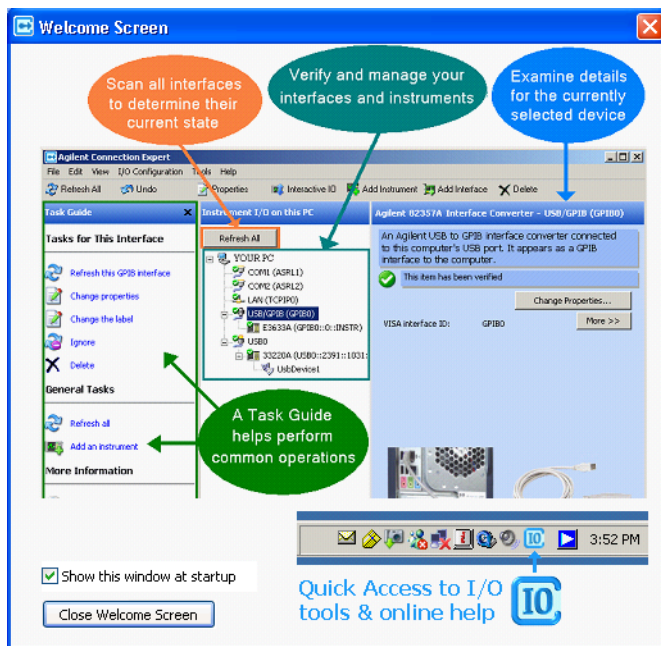 Welcome Screen
Scan all interfaces
to determine their
current state
Verify and manage your
interfaces and instruments
Examine details
for the currently
selected device
Agilent Connection Expert
File Edit View I/O Configuration Tools Help
Refresh All Undo Properties Interactive IO Add Instrument Add Interface Delete
Task Guide
Tasks for This Interface
Refresh this GPIB interface
Change properties
Change the label
Ignore
Delete
General Tasks
Refresh all
Add an instrument
More Information
Instrument I/O on this PC
Refresh All
YOUR PC
COM1 (ASRL1)
COM2 (ASRL2)
LAN (TCPIP0)
USB/GPIB (GPIB0)
E3633A (GPIB0::0::INSTR)
USB0
33220A (USB0::2391::1031:
UsbDevice1
Agilent 82357A Interface Converter - USB/GPIB (GPIB0)
An Agilent USB to GPIB interface converter connected
to this computer's USB port. It appears as a GPIB
interface to the computer.
This item has been verified
Change Properties...
VISA interface ID: GPIB0
More >>
A Task Guide
helps perform
common operations
IO 3:52 PM
Quick Access to I/O
tools & online help
IO
Show this window at startup
Close Welcome Screen